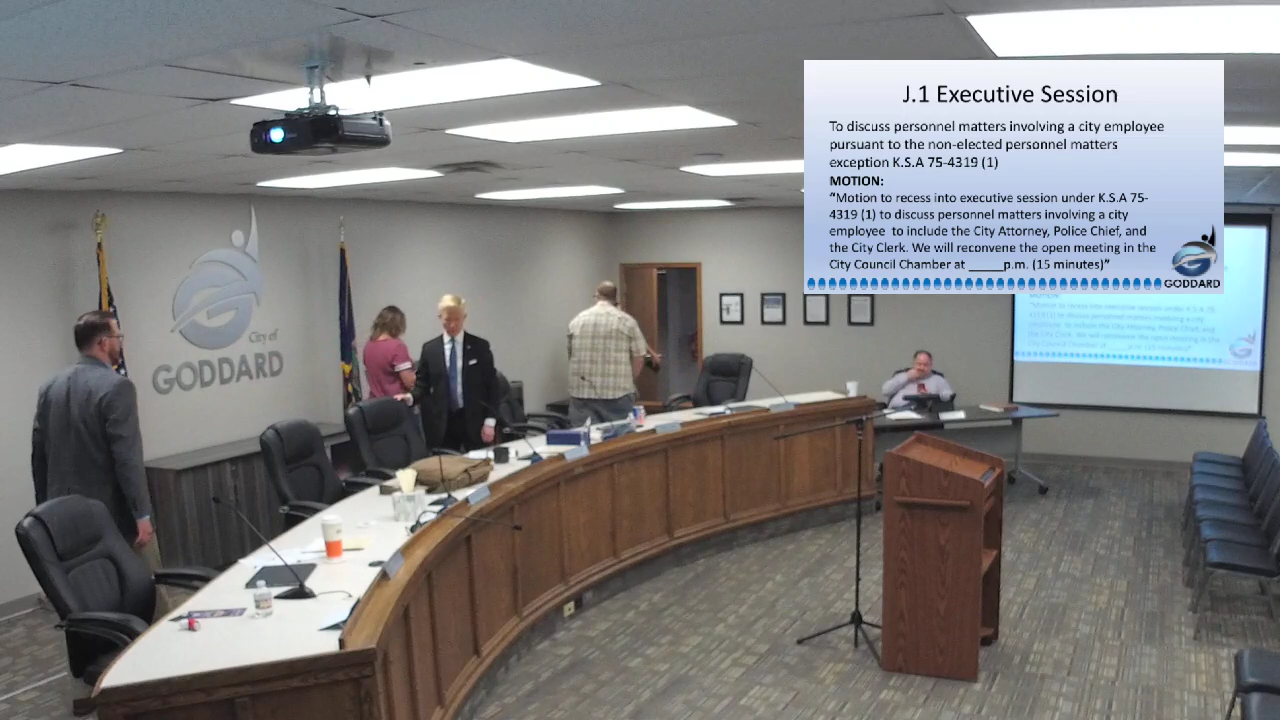 J.1 Executive Session
To discuss personnel matters involving a city employee
pursuant to the non-elected personnel matters
exception K.S.A 75-4319 (1)
MOTION:
“Motion to recess into executive session under K.S.A 75-
4319 (1) to discuss personnel matters involving a city
employee to include the City Attorney, Police Chief, and
the City Clerk. We will reconvene the open meeting in the
City Council Chamber at _____p.m. (15 minutes)”
GODDARD
City of
GODDARD